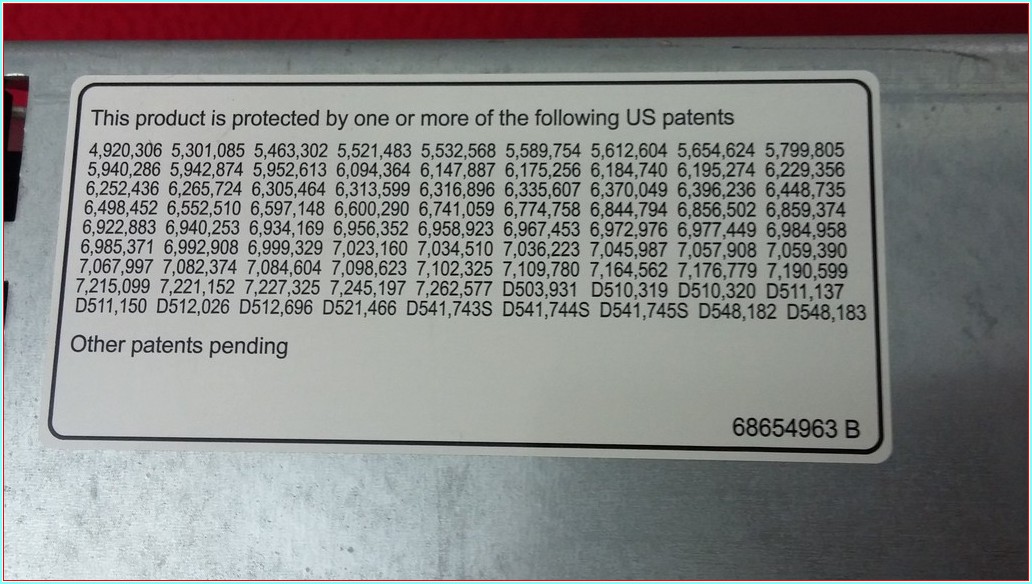 This product is protected by one or more of the following US patents
4,920,306 5,301,085 5,463,302 5,521,483 5,532,568 5,589,754 5,612,604 5,654,624 5,799,805
5,940,286 5,942,874 5,952,613 6,094,364 6,147,887 6,175,256 6,184,740 6,195,274 6,229,356
6,252,436 6,265,724 6,305,464 6,313,599 6,316,896 6,335,607 6,370,049 6,396,236 6,448,735
6,498,452 6,552,510 6,597,148 6,600,290 6,741,059 6,774,758 6,844,794 6,856,502 6,859,374
6,922,883 6,940,253 6,934,169 6,956,352 6,958,923 6,967,453 6,972,976 6,977,449 6,984,958
6,985,371 6,992,908 6,999,329 7,023,160 7,034,510 7,036,223 7,045,987 7,057,908 7,059,390
7,067,997 7,082,374 7,084,604 7,098,623 7,102,325 7,109,780 7,164,562 7,176,779 7,190,599
7,215,099 7,221,152 7,227,325 7,245,197 7,262,577 D503,931 D510,319 D510,320 D511,137
D511,150 D512,026 D512,696 D521,466 D541,743S D541,744S D541,745S D548,182 D548,183
Other patents pending
68654963 B